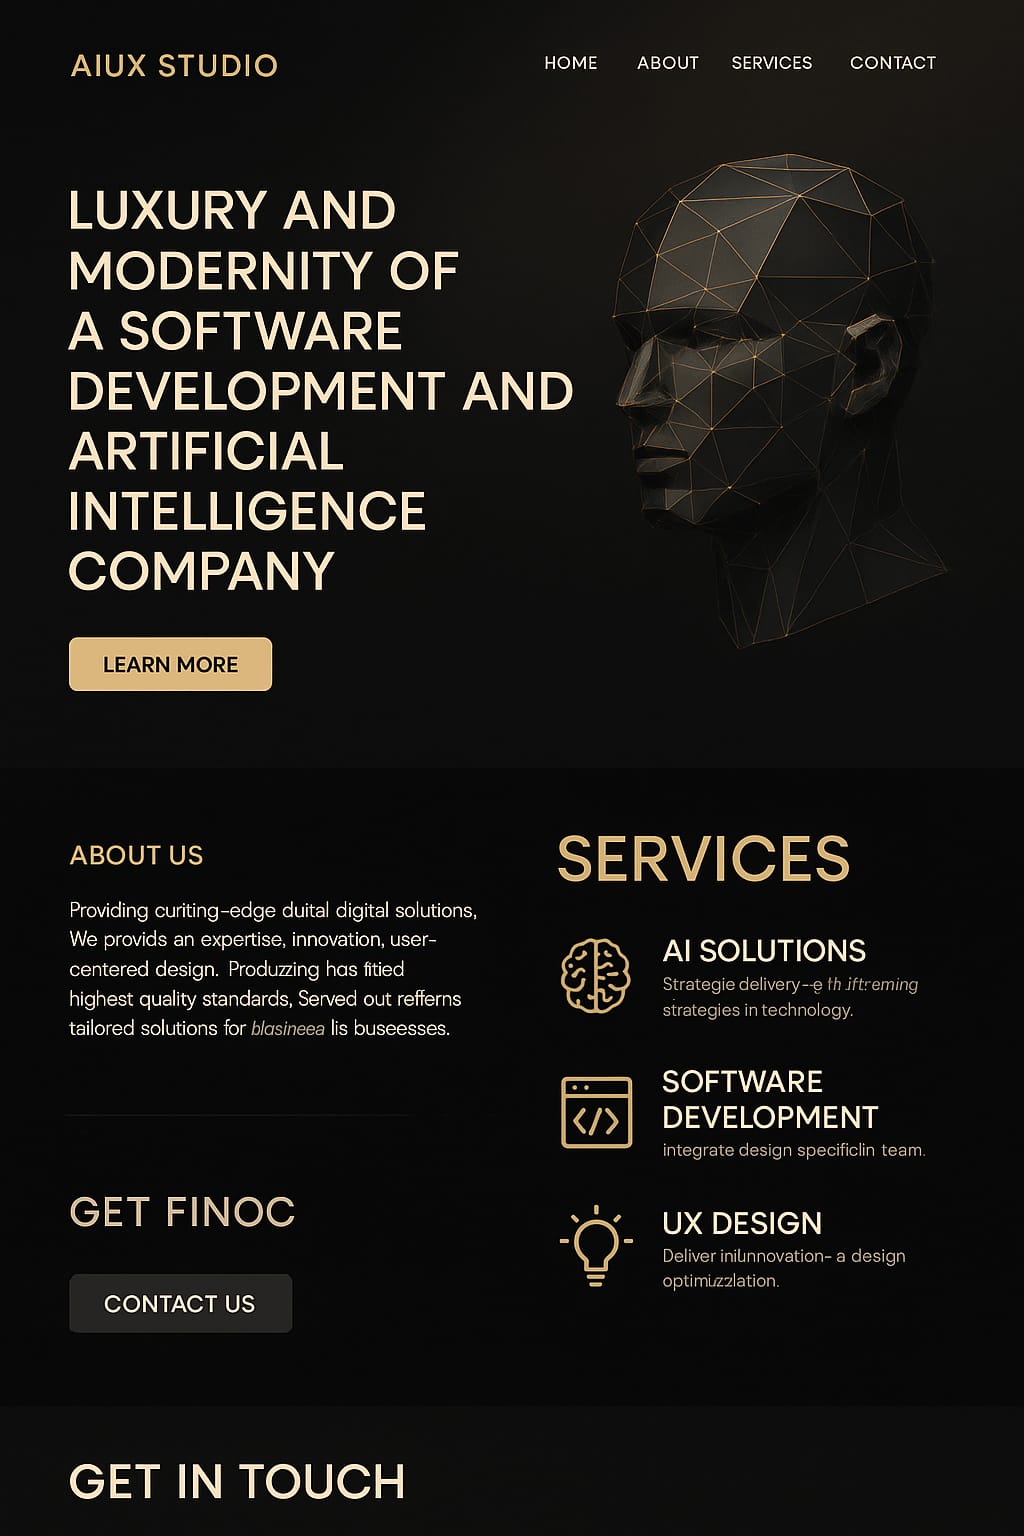 AIUX STUDIO
HOME ABOUT SERVICES CONTACT
LUXURY AND
MODERNITY OF
A SOFTWARE
DEVELOPMENT AND
ARTIFICIAL
INTELLIGENCE
COMPANY
LEARN MORE
ABOUT US
Providing curiting-edge duital digital solutions,
We provids an expertise, innovation, user-
centered design. Produzzing has fitied
highest quality standards, Served out refferns
tailored solutions for blasineea lis buseesses.
GET FINOC
CONTACT US
SERVICES
AI SOLUTIONS
Strategie delivery
strategies in technology.
SOFTWARE
DEVELOPMENT
integrate design specificlin team.
UX DESIGN
Deliver inilunnovation- a design
optimuzzlation.
GET IN TOUCH